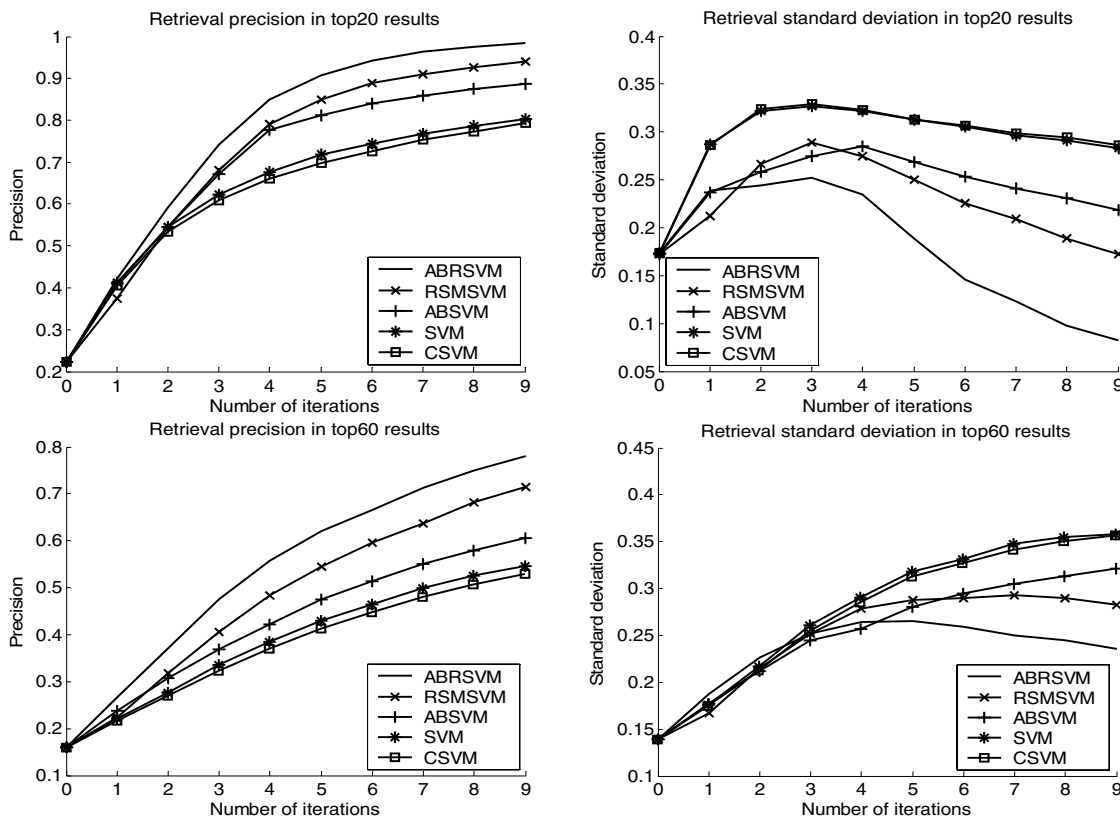 Retrieval precision in top20 results
1
0.9
0.8
0.7
0.6
0.5
0.4
0.3
0.2
Precision
0 1 2 3 4 5 6 7 8 9
Number of iterations
ABRSVM
RSMSVM
ABSVM
SVM
CSVM
Retrieval standard deviation in top20 results
0.4
0.35
0.3
0.25
0.2
0.15
0.1
0.05
Standard deviation
0 1 2 3 4 5 6 7 8 9
Number of iterations
ABRSVM
RSMSVM
ABSVM
SVM
CSVM
Retrieval precision in top60 results
0.8
0.7
0.6
0.5
0.4
0.3
0.2
0.1
Precision
0 1 2 3 4 5 6 7 8 9
Number of iterations
ABRSVM
RSMSVM
ABSVM
SVM
CSVM
Retrieval standard deviation in top60 results
0.45
0.4
0.35
0.3
0.25
0.2
0.15
0.1
Standard deviation
0 1 2 3 4 5 6 7 8 9
Number of iterations
ABRSVM
RSMSVM
ABSVM
SVM
CSVM